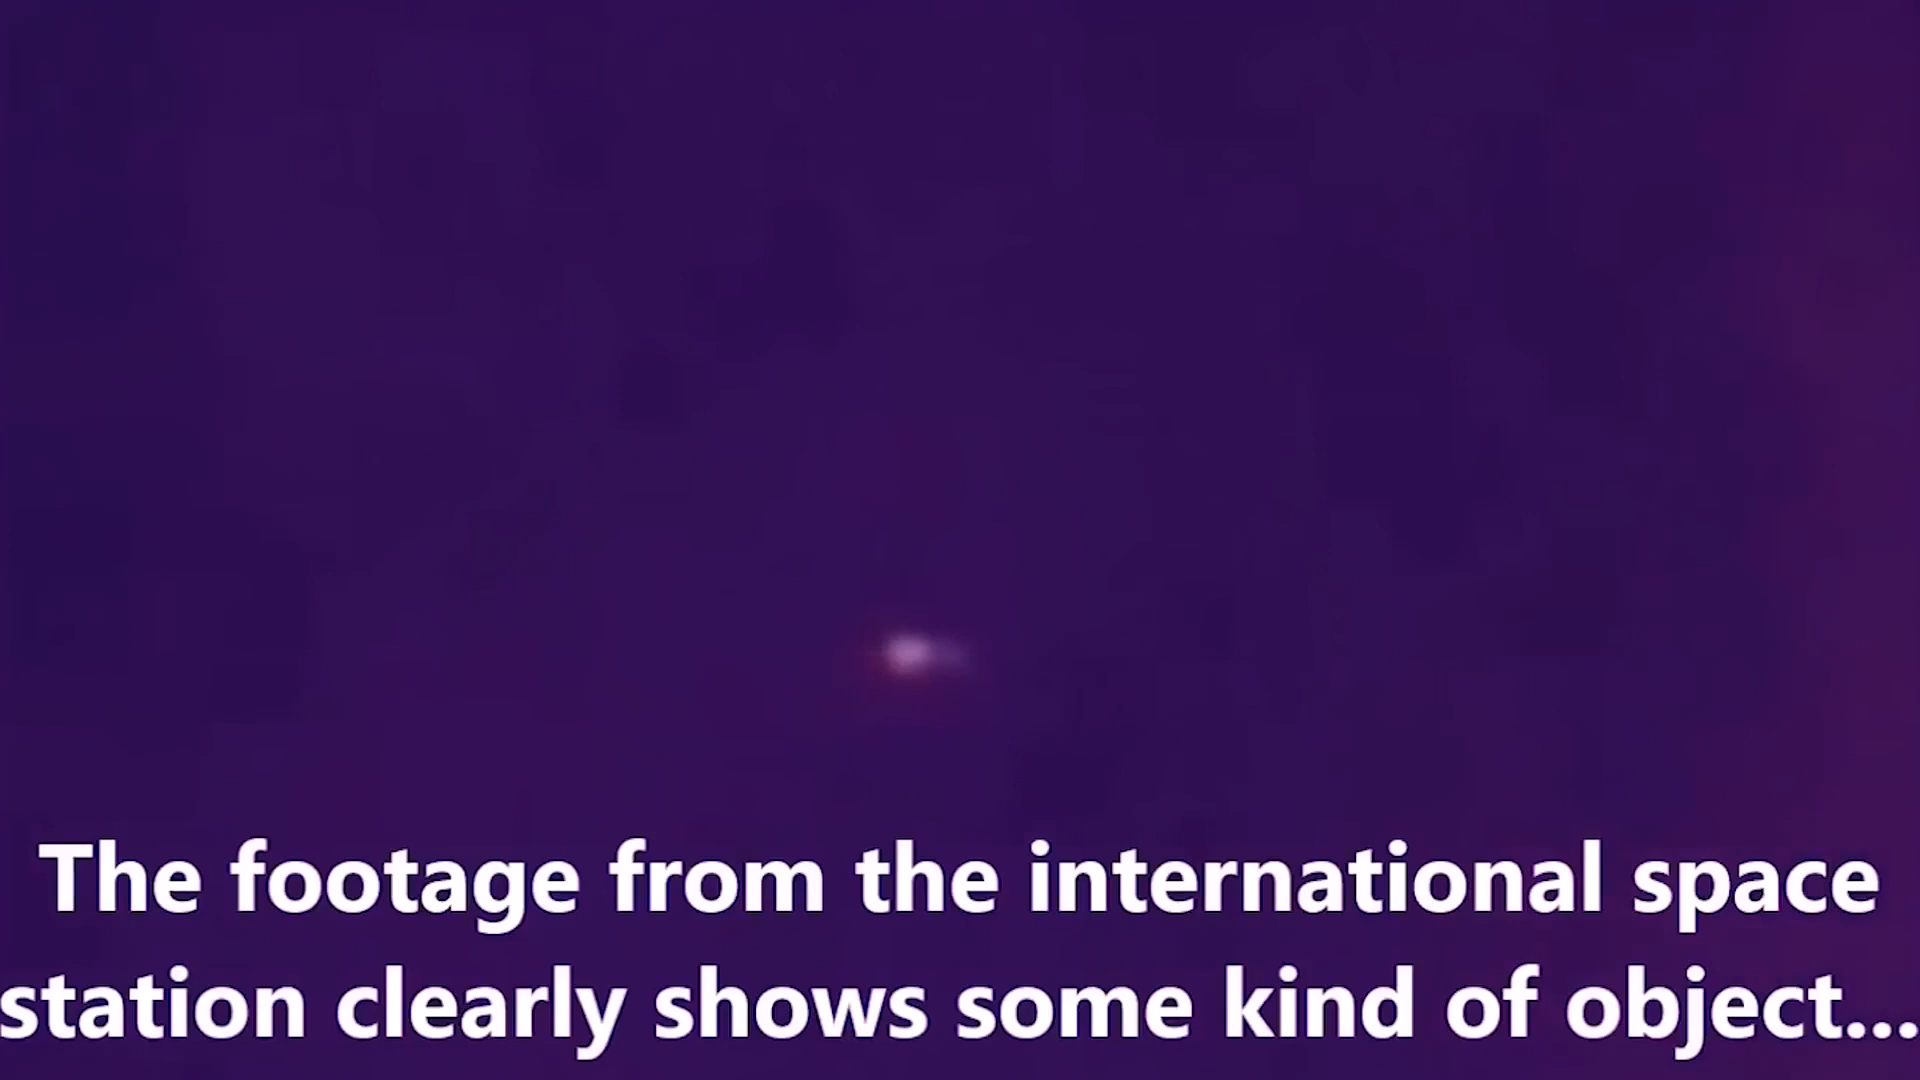 The footage from the international space
station clearly shows some kind of object...